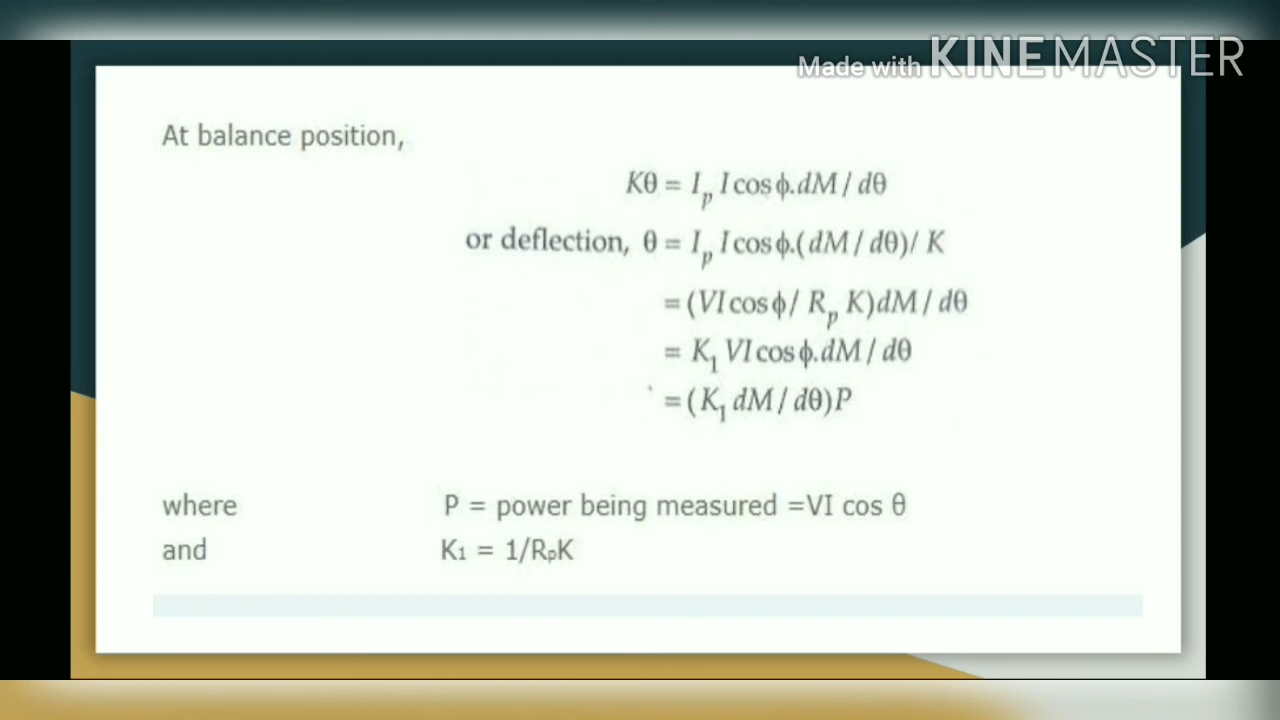 Made with KINEMASTER
At balance position,
Kθ = I_p I cos ϕ.dM / dθ
or deflection, θ = I_p I cos ϕ.(dM / dθ)/ K
= (VI cos ϕ/ R_p K)dM / dθ
= K_1 VI cos ϕ.dM / dθ
= (K_1 dM / dθ)P
where P = power being measured =VI cos θ
and K₁ = 1/RₚK